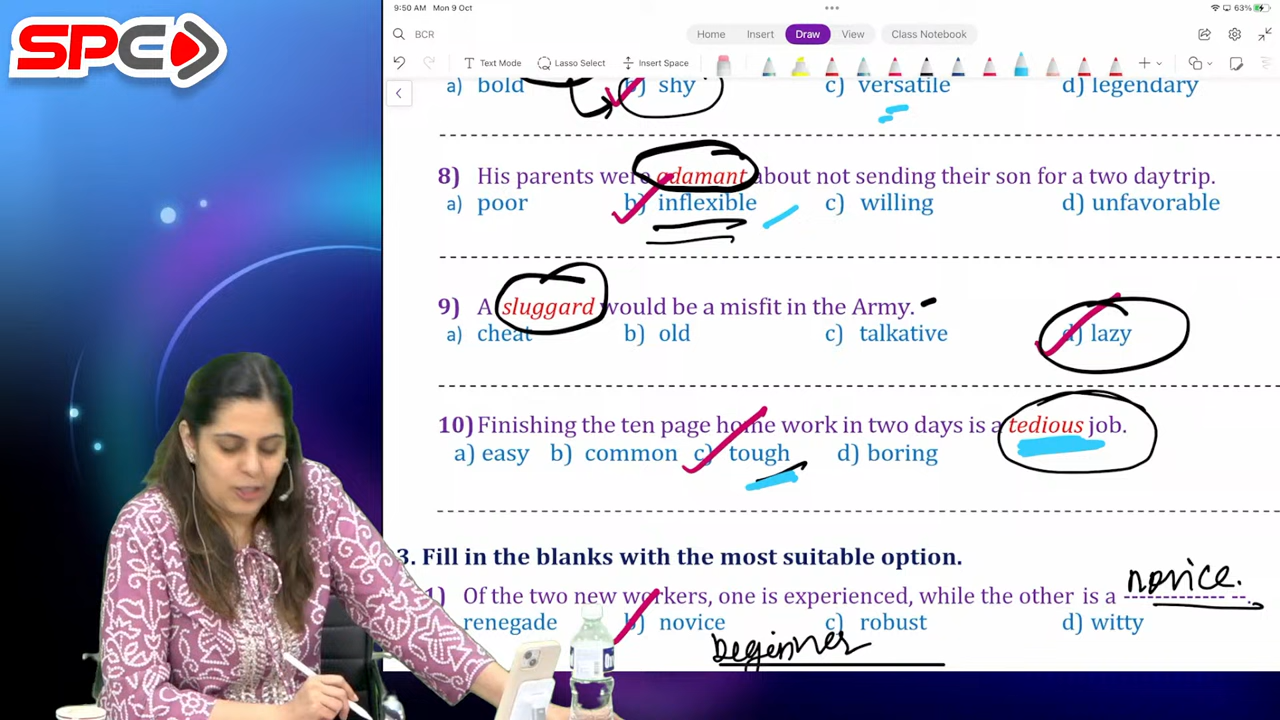 SPE
9:50 AM Mon 9 Oct
63%
BCR
Home Insert Draw View Class Notebook
Text Mode Lasso Select Insert Space
a) bold b) shy c) versatile d) legendary
8) His parents were adamant about not sending their son for a two day trip.
a) poor b) inflexible c) willing d) unfavorable
9) A sluggard would be a misfit in the Army.
a) cheat b) old c) talkative d) lazy
10) Finishing the ten page home work in two days is a tedious job.
a) easy b) common c) tough d) boring
3. Fill in the blanks with the most suitable option.
1) Of the two new workers, one is experienced, while the other is a novice.
renegade b) novice c) robust d) witty
beginner